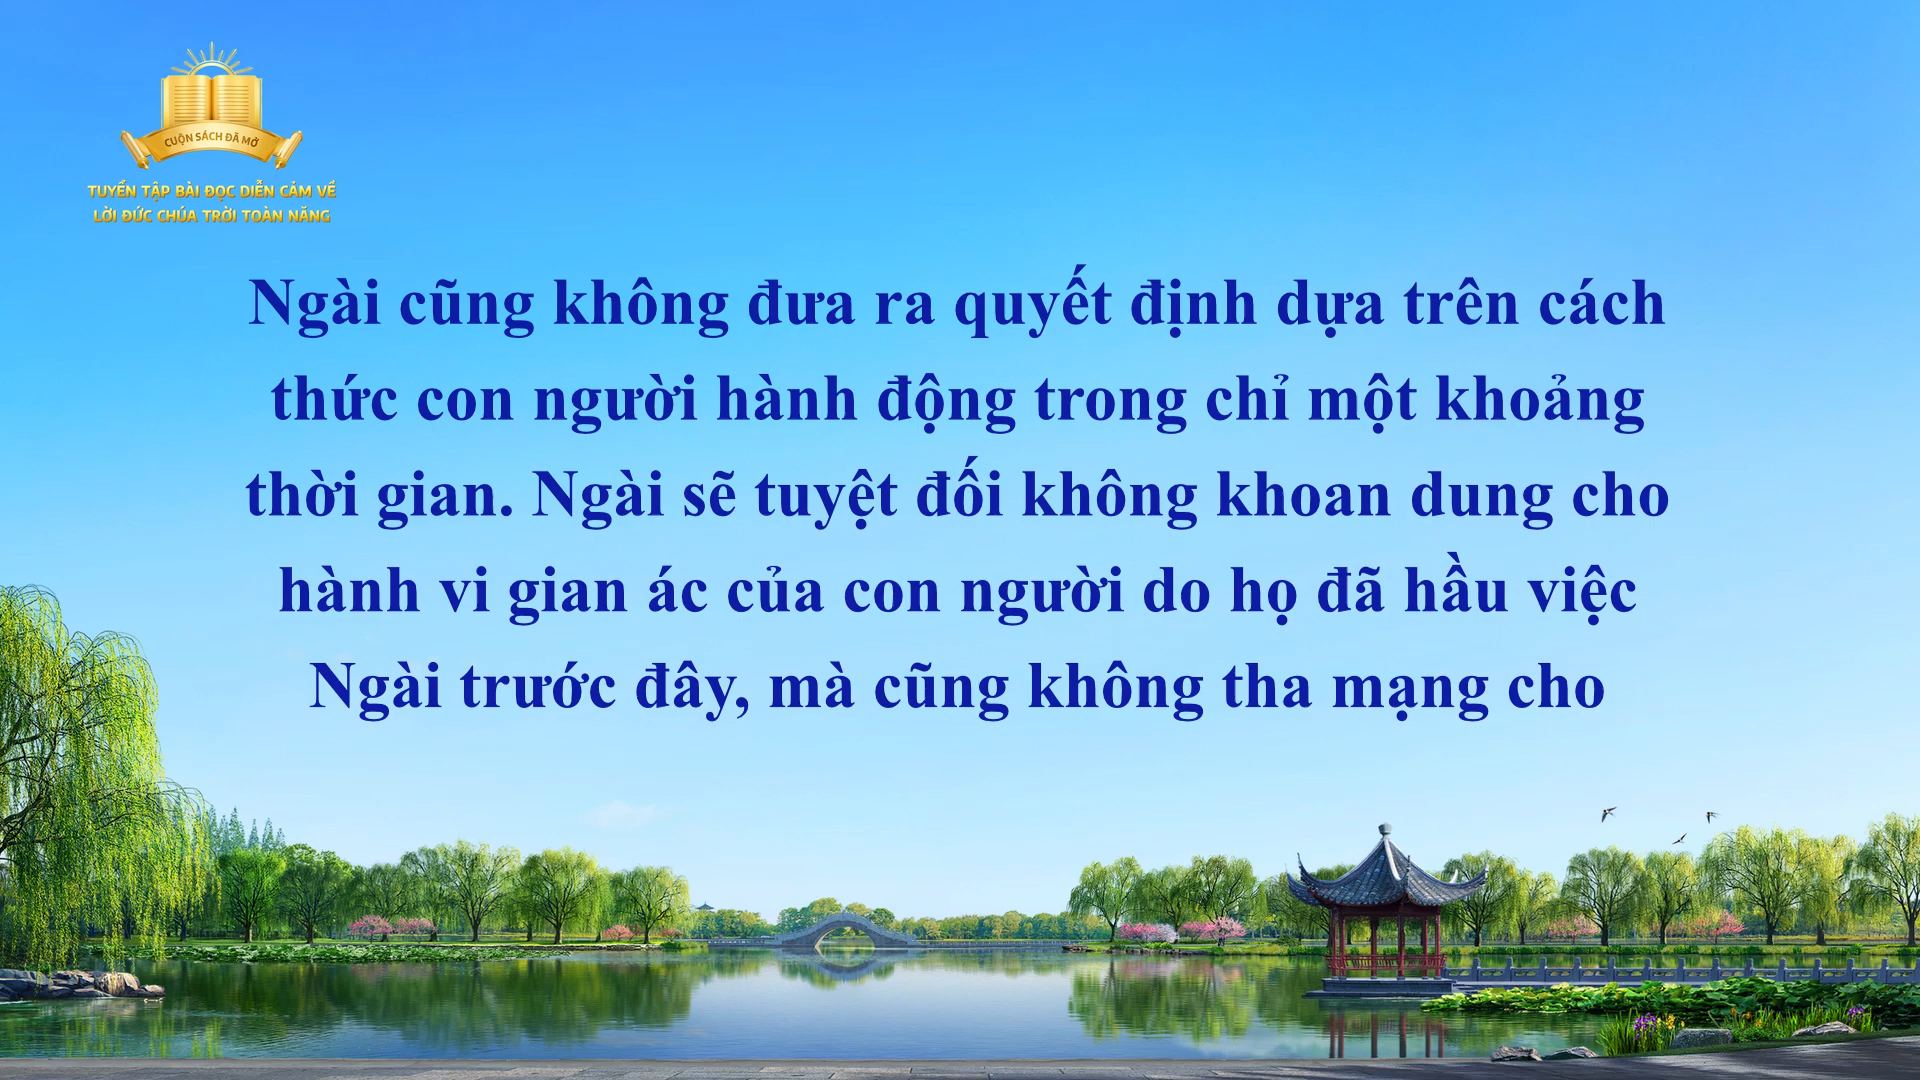 CUỘN SÁCH ĐÃ MỞ
TUYỂN TẬP BÀI ĐỌC DIỄN CẢM VỀ
LỜI ĐỨC CHÚA TRỜI TOÀN NĂNG
Ngài cũng không đưa ra quyết định dựa trên cách
thức con người hành động trong chỉ một khoảng
thời gian. Ngài sẽ tuyệt đối không khoan dung cho
hành vi gian ác của con người do họ đã hầu việc
Ngài trước đây, mà cũng không tha mạng cho